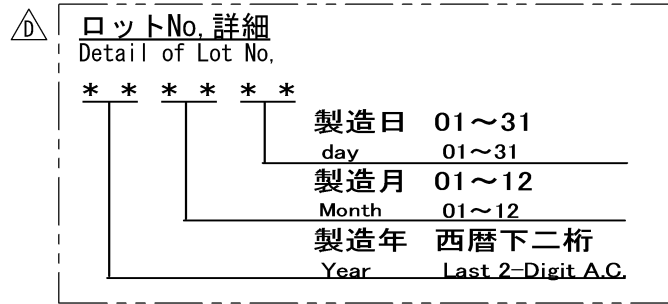 D
ロットNo,詳細
Detail of Lot No,
** ** **
製造日 01～31
day 01～31
製造月 01～12
Month 01～12
製造年 西暦下二桁
Year Last 2-Digit A.C.